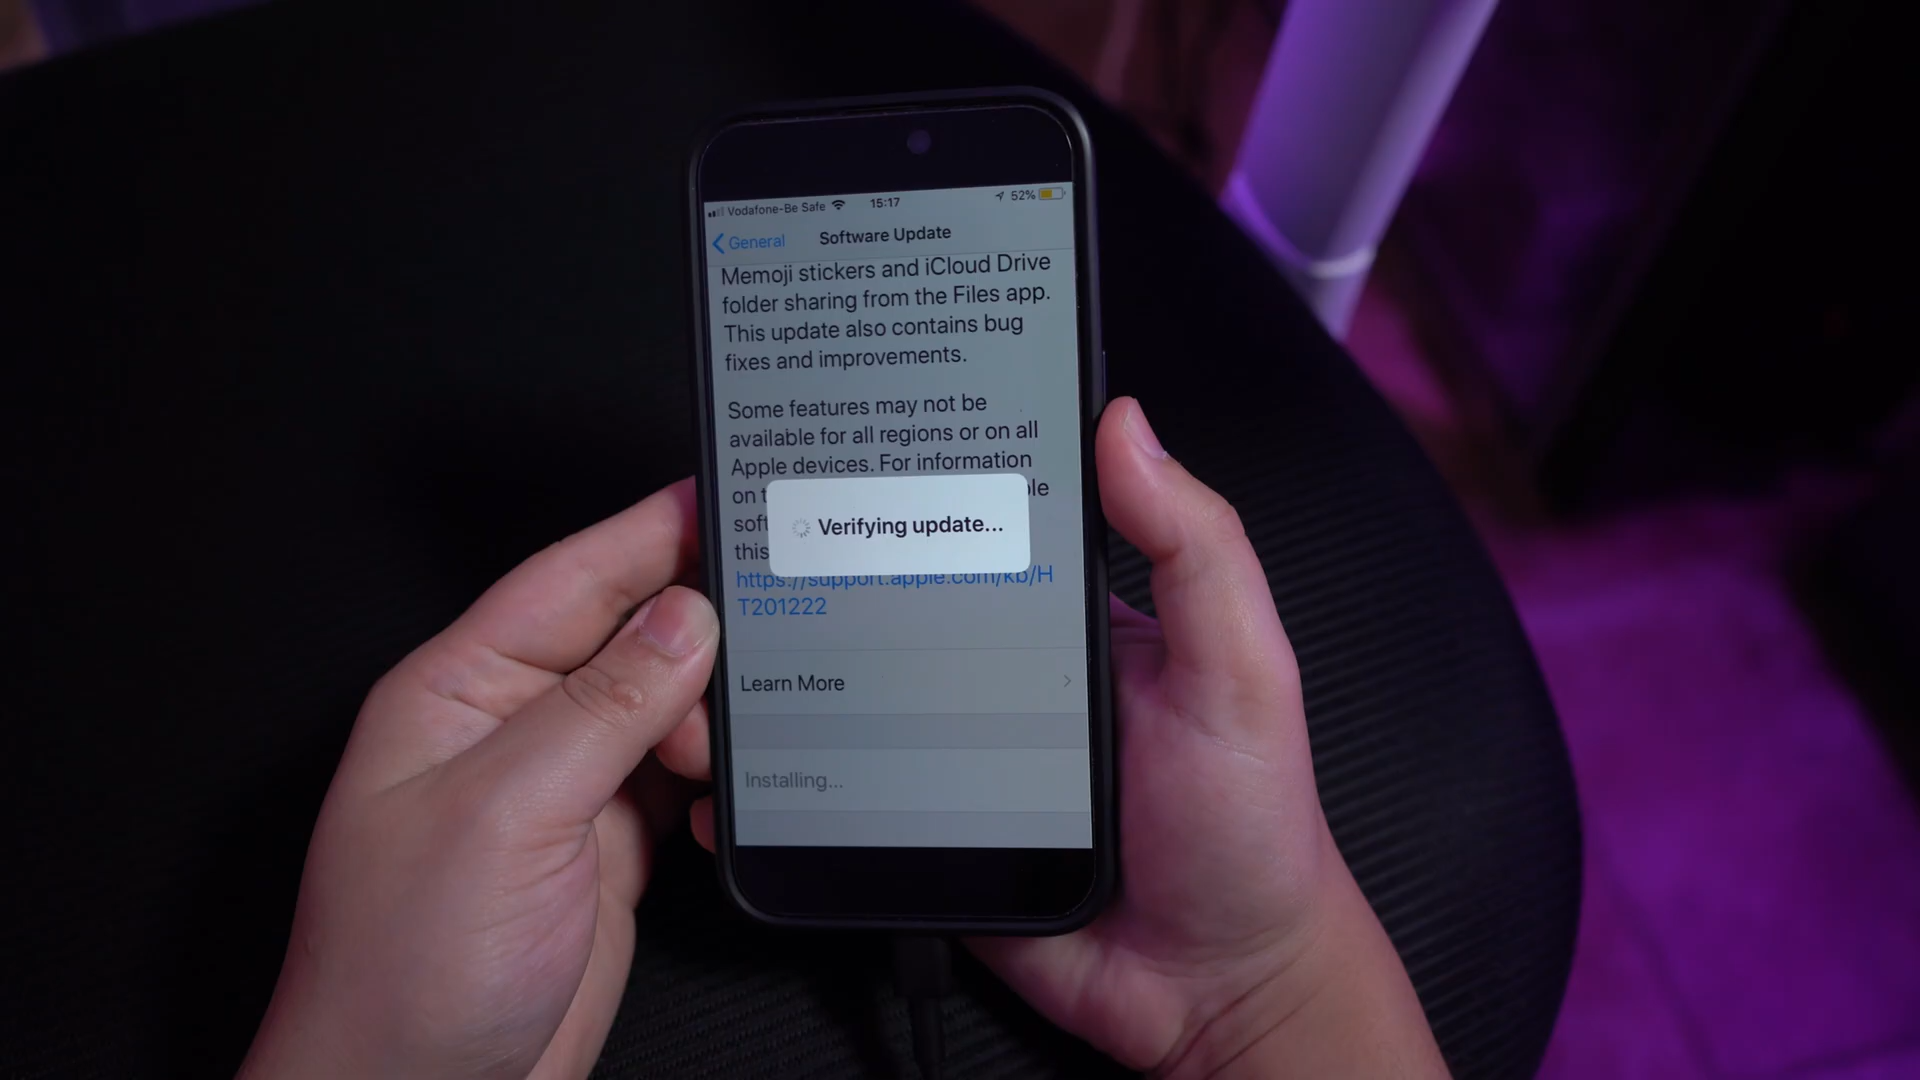 Vodafone-Be Safe 15:17 52%
General Software Update
Memoji stickers and iCloud Drive
folder sharing from the Files app.
This update also contains bug
fixes and improvements.
Some features may not be
available for all regions or on all
Apple devices. For information
on
Verifying update...
this
https://support.apple.com/kb/H
T201222
Learn More
Installing...